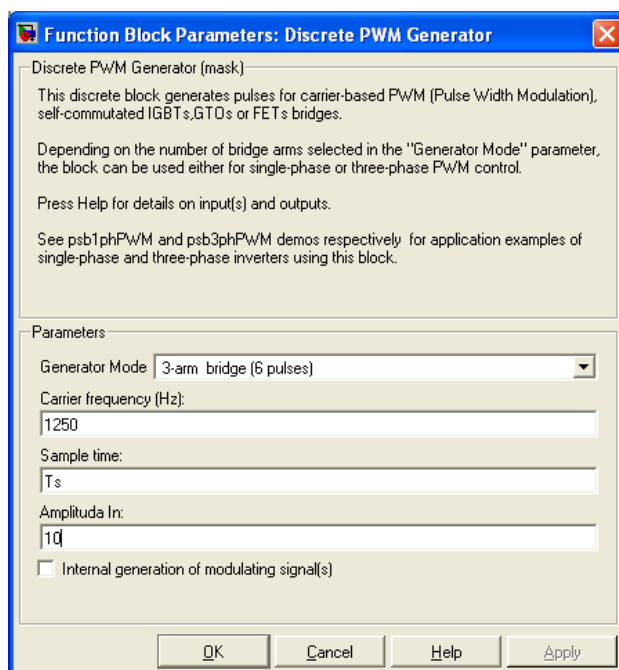 Function Block Parameters: Discrete PWM Generator
Discrete PWM Generator (mask)
This discrete block generates pulses for carrier-based PWM (Pulse Width Modulation),
self-commutated IGBTs,GTOs or FETs bridges.
Depending on the number of bridge arms selected in the "Generator Mode" parameter,
the block can be used either for single-phase or three-phase PWM control.
Press Help for details on input(s) and outputs.
See psb1phPWM and psb3phPWM demos respectively for application examples of
single-phase and three-phase inverters using this block.
Parameters
Generator Mode 3-arm bridge (6 pulses)
Carrier frequency (Hz):
1250
Sample time:
Ts
Amplituda In:
10
Internal generation of modulating signal(s)
OK Cancel Help Apply